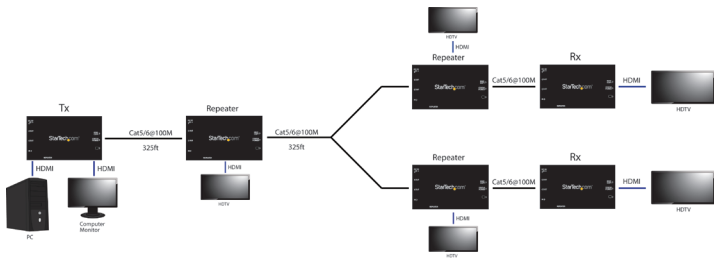 HDTV
HDMI
Repeater
Rx
StarTech.com
Cat5/6@100M
StarTech.com
HDMI
HDTV
Tx
Repeater
StarTech.com
Cat5/6@100M
325ft
StarTech.com
Cat5/6@100M
325ft
HDMI
HDMI
HDMI
PC
Computer
Monitor
HDTV
Repeater
Rx
StarTech.com
Cat5/6@100M
StarTech.com
HDMI
HDTV
HDMI
HDTV